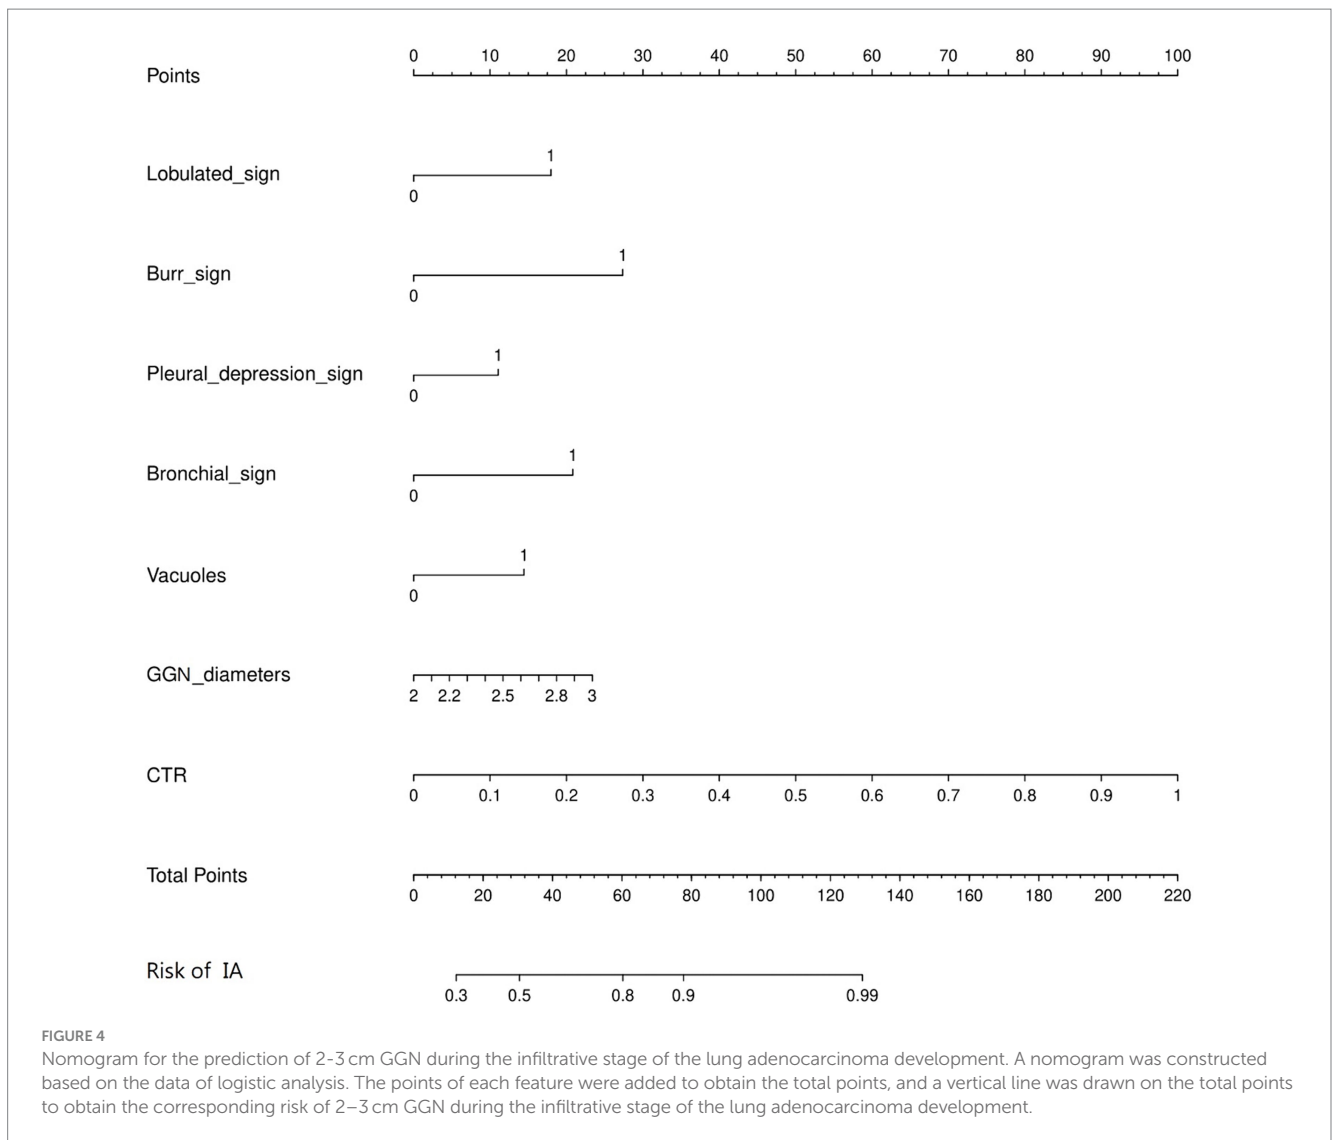 0 10 20 30 40 50 60 70 80 90 100
Points
1
Lobulated_sign
0
1
Burr_sign
0
1
Pleural_depression_sign
0
1
Bronchial_sign
0
1
Vacuoles
0
GGN_diameters
2 2.2 2.5 2.8 3
CTR
0 0.1 0.2 0.3 0.4 0.5 0.6 0.7 0.8 0.9 1
Total Points
0 20 40 60 80 100 120 140 160 180 200 220
Risk of IA
0.3 0.5 0.8 0.9 0.99
FIGURE 4
Nomogram for the prediction of 2-3 cm GGN during the infiltrative stage of the lung adenocarcinoma development. A nomogram was constructed
based on the data of logistic analysis. The points of each feature were added to obtain the total points, and a vertical line was drawn on the total points
to obtain the corresponding risk of 2–3 cm GGN during the infiltrative stage of the lung adenocarcinoma development.